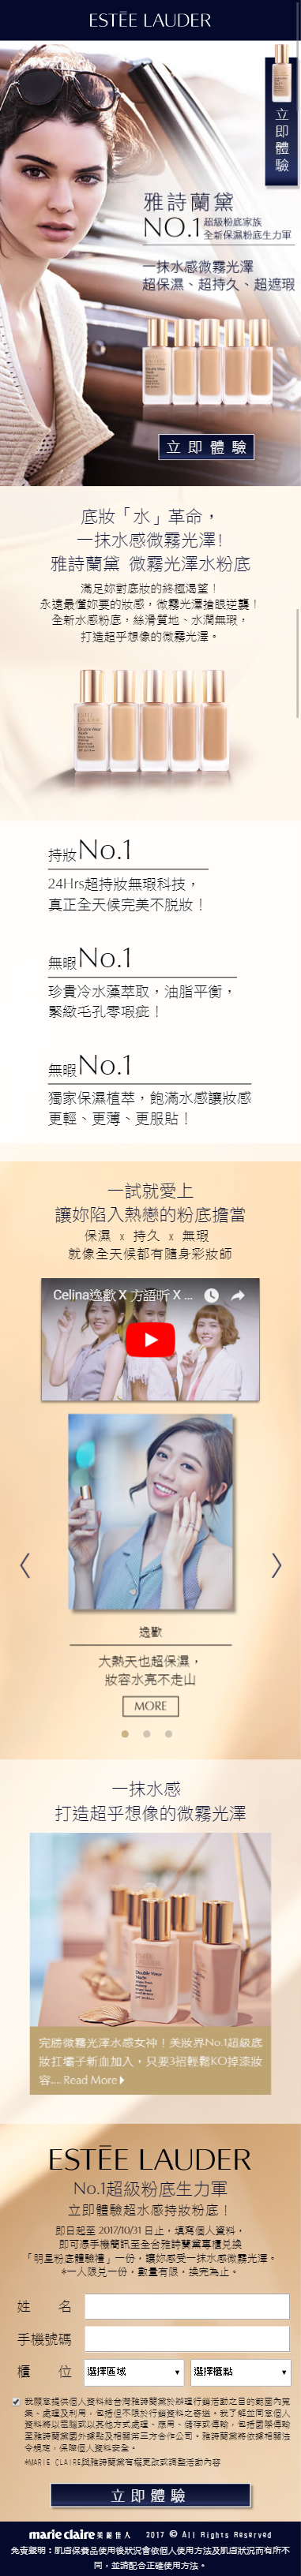 ESTĒE LAUDER
立即體驗
雅詩蘭黛
NO.1 超級粉底家族
全新保濕粉底生力軍
一抹水感微霧光澤
超保濕、超持久、超遮瑕
立即體驗
底妝「水」革命，
一抹水感微霧光澤!
雅詩蘭黛 微霧光澤水粉底
滿足妳對底妝的終極渴望！
永遠最懂妳要的妝感，微霧光澤搶眼逆襲！
全新水感粉底，絲滑質地、水潤無瑕，
打造超乎想像的微霧光澤。
持妝No.1
24Hrs超持妝無瑕科技，
真正全天候完美不脫妝！
無暇No.1
珍貴冷水藻萃取，油脂平衡，
緊緻毛孔零瑕疵！
無暇No.1
獨家保濕植萃，飽滿水感讓妝感
更輕、更薄、更服貼！
一試就愛上
讓妳陷入熱戀的粉底擔當
保濕 x 持久 x 無瑕
就像全天候都有隨身彩妝師
Celina逸歡 X 方語昕 X ...
逸歡
大熱天也超保濕，
妝容水亮不走山
MORE
一抹水感
打造超乎想像的微霧光澤
完勝微霧光澤水感女神！美妝界No.1超級底
妝扛壩子新血加入，只要3招輕鬆KO掉漆妝
容.... Read More
ESTĒE LAUDER
No.1超級粉底生力軍
立即體驗超水感持妝粉底！
即日起至 2017/10/31 日止，填寫個人資料，
即可憑手機簡訊至全台雅詩蘭黛專櫃兌換
「明星粉底體驗禮」一份，讓妳感受一抹水感微霧光澤。
*一人限兌一份，數量有限，換完為止。
姓 名
手機號碼
櫃 位 選擇區域 選擇櫃點
我願意提供個人資料給台灣雅詩蘭黛於辦理行銷活動之目的範圍內蒐
集、處理及利用，包括但不限於行銷資料之寄送。我了解並同意個人
資料將以電腦或以其他方式處理、應用、儲存或傳輸，包括國際傳輸
至雅詩蘭黛國外據點及相關第三方合作公司。雅詩蘭黛將依據相關法
令規定，保障個人資料安全。
*MARIE CLAIRE與雅詩蘭黛有權更改或調整活動內容
立即體驗
marie claire 美麗佳人 2017 © All Rights Reserved
免責聲明：肌膚保養品使用後狀況會依個人使用方法及肌膚狀況而有所不
同，並請配合正確使用方法。